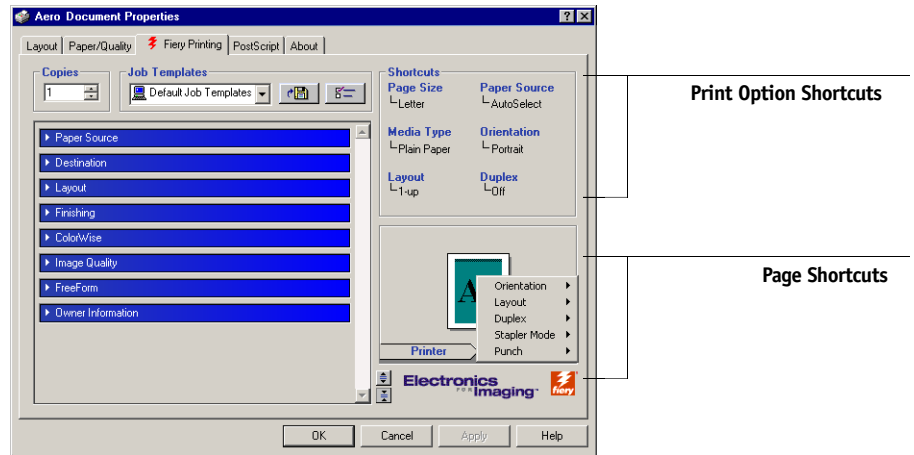 Aero Document Properties
Layout Paper/Quality Fiery Printing PostScript About
Copies
1
Job Templates
Default Job Templates
Paper Source
Destination
Layout
Finishing
ColorWise
Image Quality
FreeForm
Owner Information
Shortcuts
Page Size Paper Source
Letter AutoSelect
Media Type Orientation
Plain Paper Portrait
Layout Duplex
1-up Off
Print Option Shortcuts
A
Orientation
Layout
Duplex
Stapler Mode
Punch
Printer
Page Shortcuts
Electronics
FOR Imaging
fiery
OK Cancel Apply Help